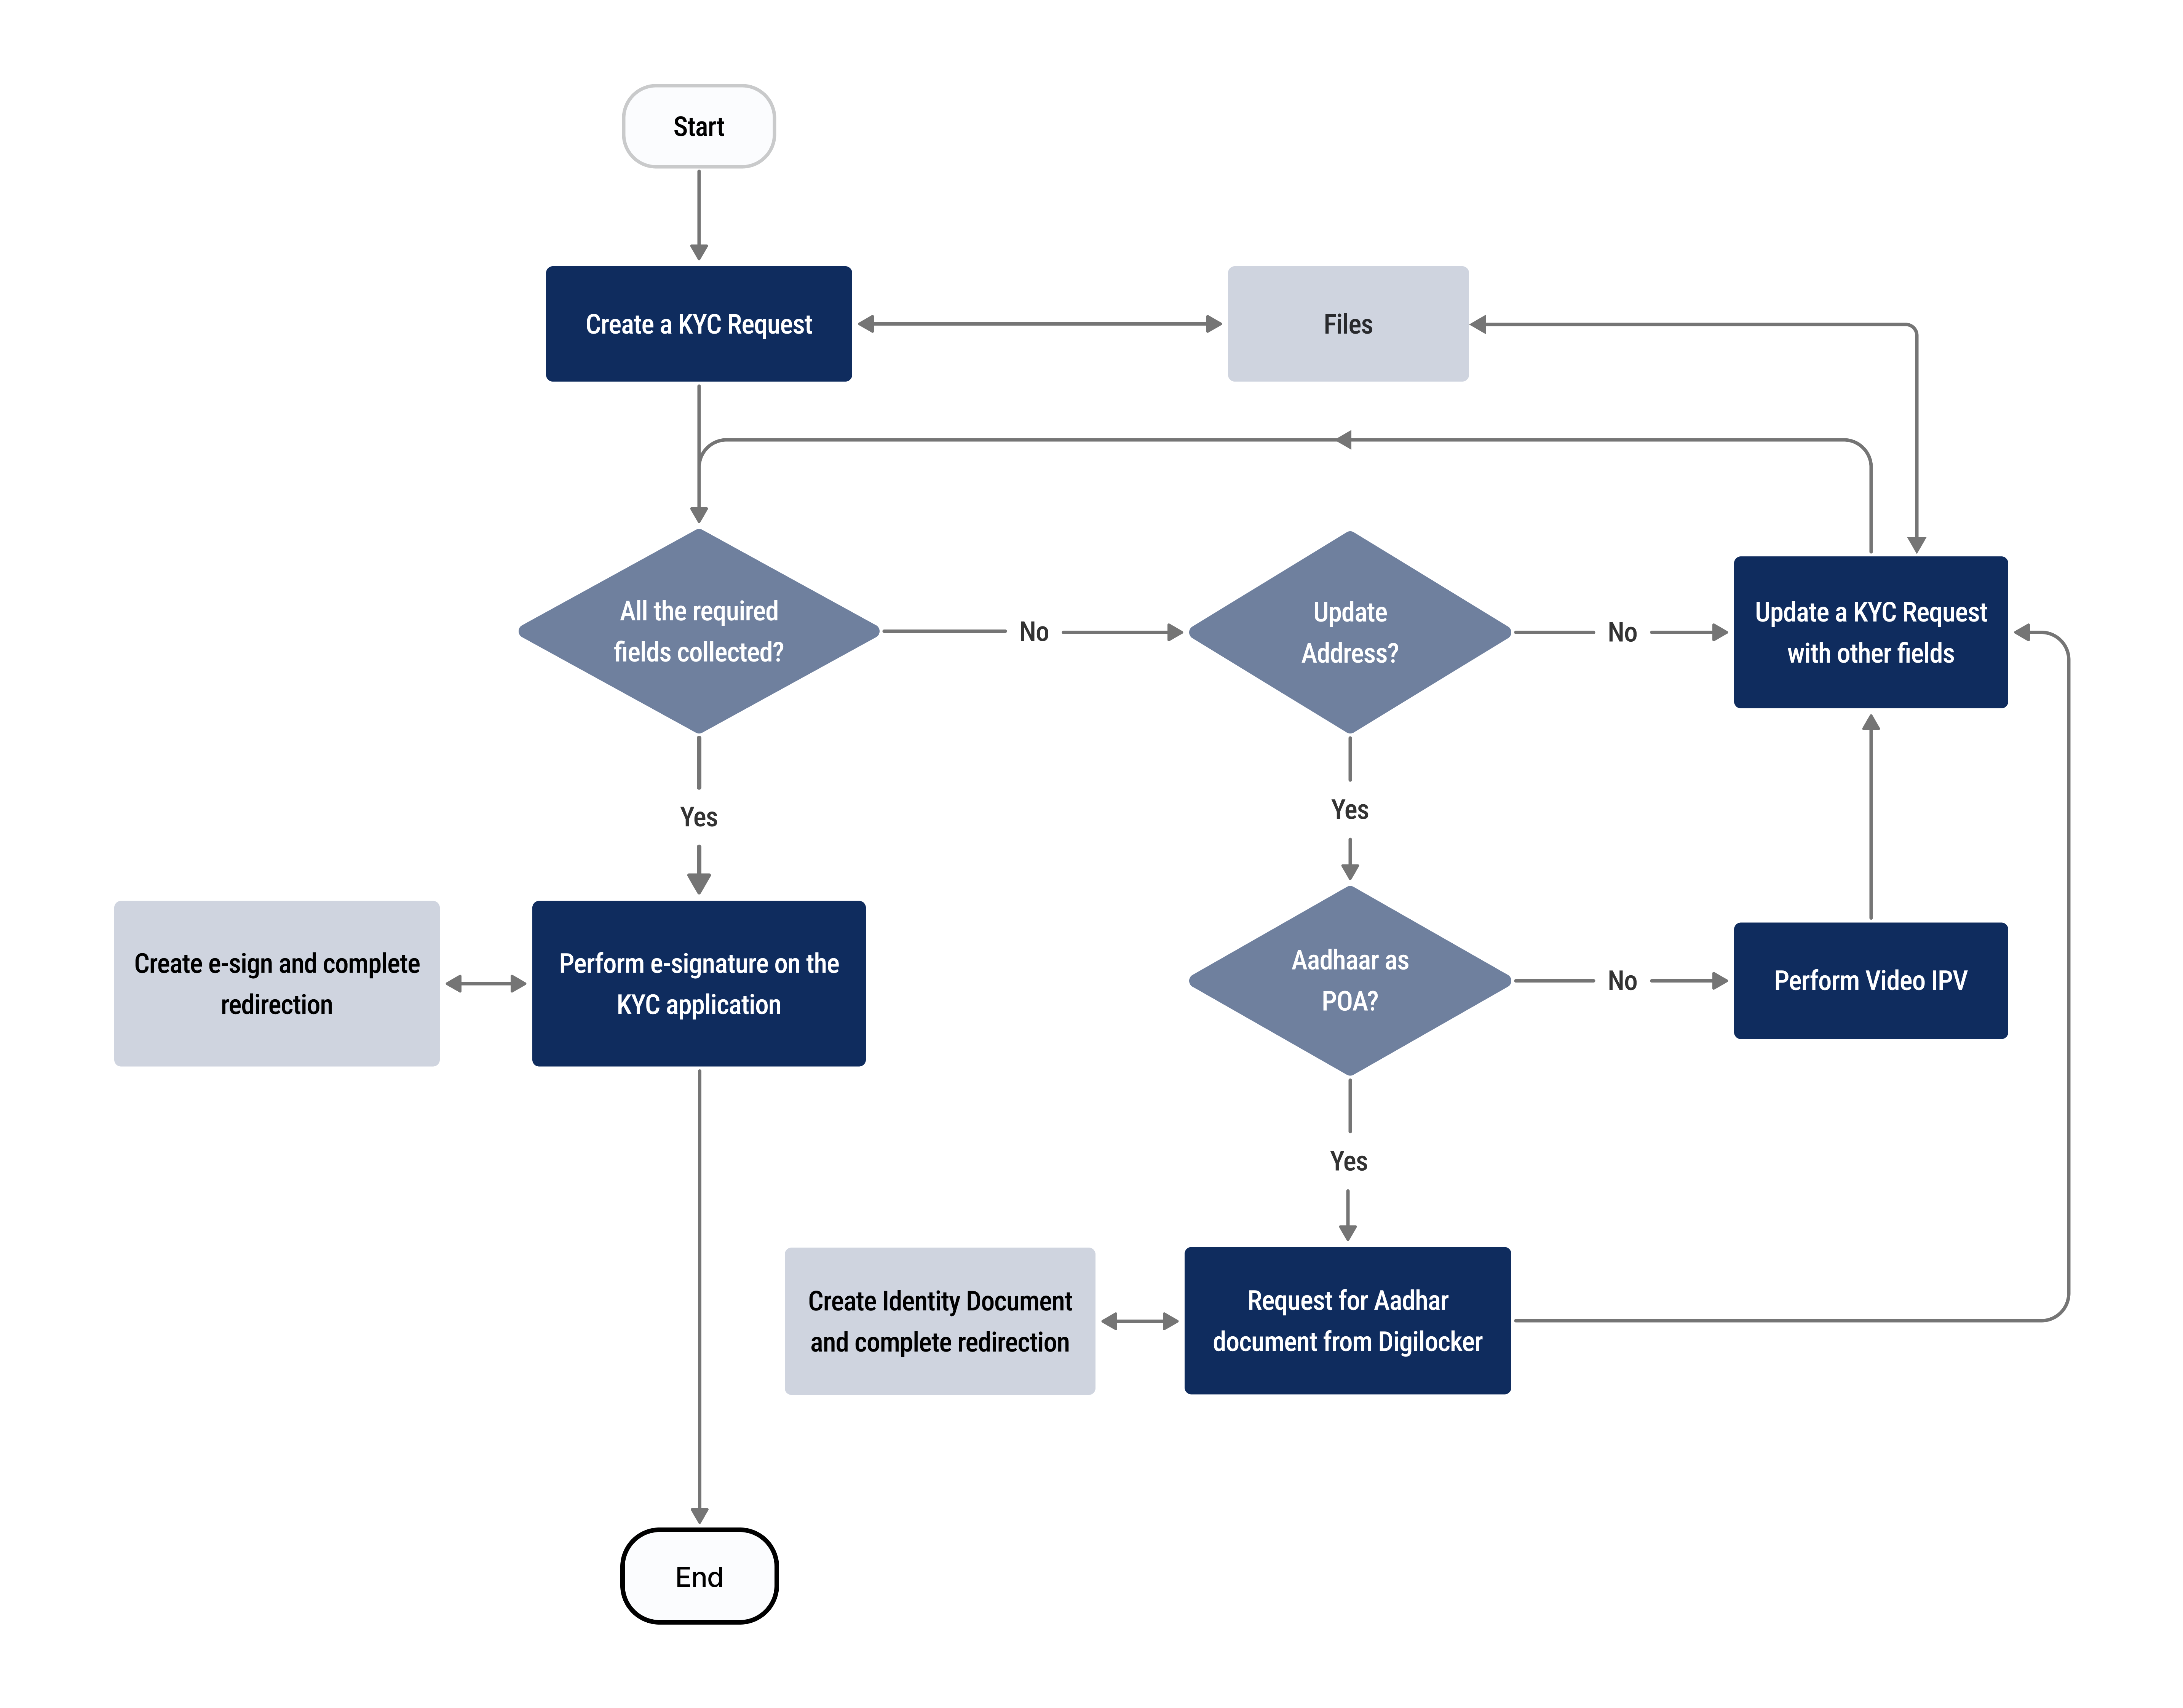 Start
Create a KYC Request
Files
All the required
fields collected?
No
Update
Address?
No
Update a KYC Request
with other fields
Yes
Yes
Create e-sign and complete
redirection
Perform e-signature on the
KYC application
Aadhaar as
POA?
No
Perform Video IPV
Yes
Create Identity Document
and complete redirection
Request for Aadhar
document from Digilocker
End